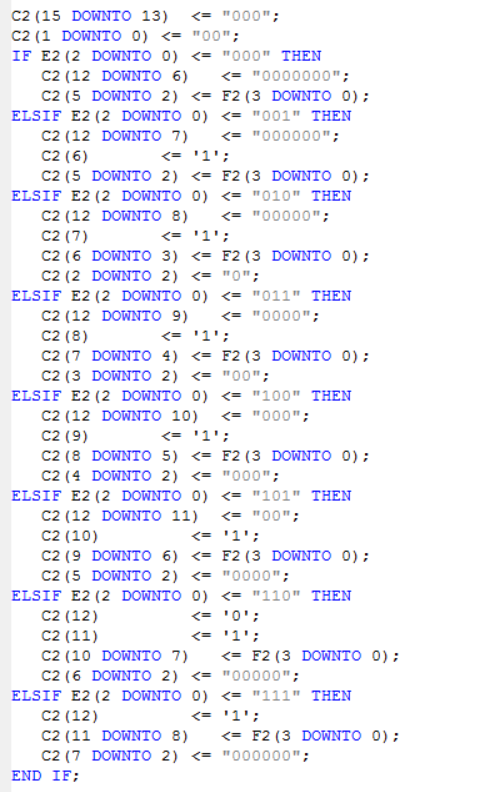 C2(15 DOWNTO 13) <= "000";
C2(1 DOWNTO 0) <= "00";
IF E2(2 DOWNTO 0) <= "000" THEN
C2(12 DOWNTO 6) <= "0000000";
C2(5 DOWNTO 2) <= F2(3 DOWNTO 0);
ELSIF E2(2 DOWNTO 0) <= "001" THEN
C2(12 DOWNTO 7) <= "000000";
C2(6) <= '1';
C2(5 DOWNTO 2) <= F2(3 DOWNTO 0);
ELSIF E2(2 DOWNTO 0) <= "010" THEN
C2(12 DOWNTO 8) <= "00000";
C2(7) <= '1';
C2(6 DOWNTO 3) <= F2(3 DOWNTO 0);
C2(2 DOWNTO 2) <= "0";
ELSIF E2(2 DOWNTO 0) <= "011" THEN
C2(12 DOWNTO 9) <= "0000";
C2(8) <= '1';
C2(7 DOWNTO 4) <= F2(3 DOWNTO 0);
C2(3 DOWNTO 2) <= "00";
ELSIF E2(2 DOWNTO 0) <= "100" THEN
C2(12 DOWNTO 10) <= "000";
C2(9) <= '1';
C2(8 DOWNTO 5) <= F2(3 DOWNTO 0);
C2(4 DOWNTO 2) <= "000";
ELSIF E2(2 DOWNTO 0) <= "101" THEN
C2(12 DOWNTO 11) <= "00";
C2(10) <= '1';
C2(9 DOWNTO 6) <= F2(3 DOWNTO 0);
C2(5 DOWNTO 2) <= "0000";
ELSIF E2(2 DOWNTO 0) <= "110" THEN
C2(12) <= '0';
C2(11) <= '1';
C2(10 DOWNTO 7) <= F2(3 DOWNTO 0);
C2(6 DOWNTO 2) <= "00000";
ELSIF E2(2 DOWNTO 0) <= "111" THEN
C2(12) <= '1';
C2(11 DOWNTO 8) <= F2(3 DOWNTO 0);
C2(7 DOWNTO 2) <= "000000";
END IF;